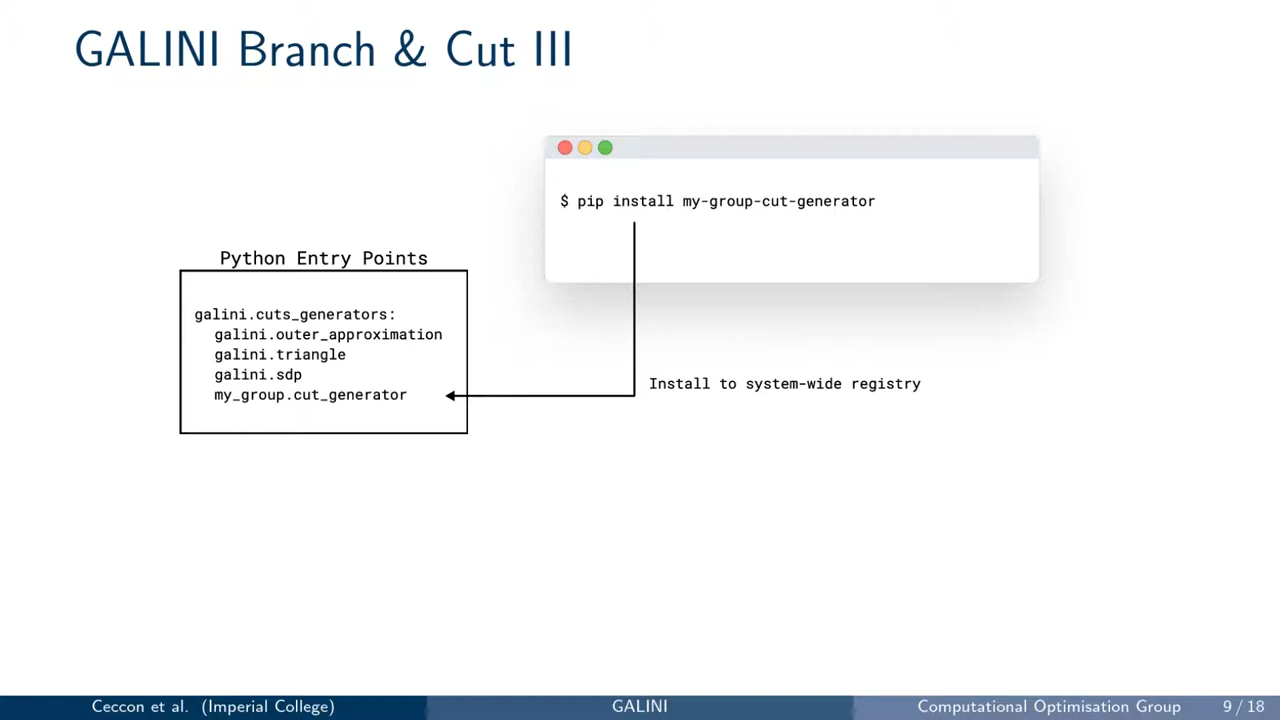 GALINI Branch & Cut III
$ pip install my-group-cut-generator
Python Entry Points
galini.cuts_generators:
galini.outer_approximation
galini.triangle
galini.sdp
my_group.cut_generator
Install to system-wide registry
Ceccon et al. (Imperial College)
GALINI
Computational Optimisation Group
9 / 18